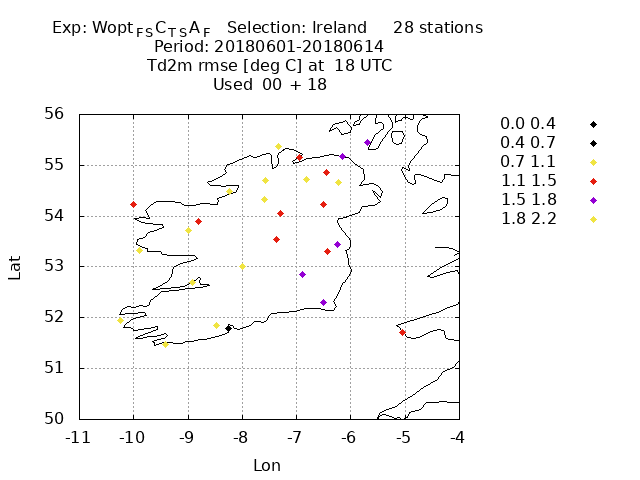 Exp: WoptFSCTSAF Selection: Ireland 28 stations
Period: 20180601-20180614
Td2m rmse [deg C] at 18 UTC
Used 00 + 18
56
55
54
53
52
51
50
-11 -10 -9 -8 -7 -6 -5 -4
Lat
Lon
0.0 0.4
0.4 0.7
0.7 1.1
1.1 1.5
1.5 1.8
1.8 2.2